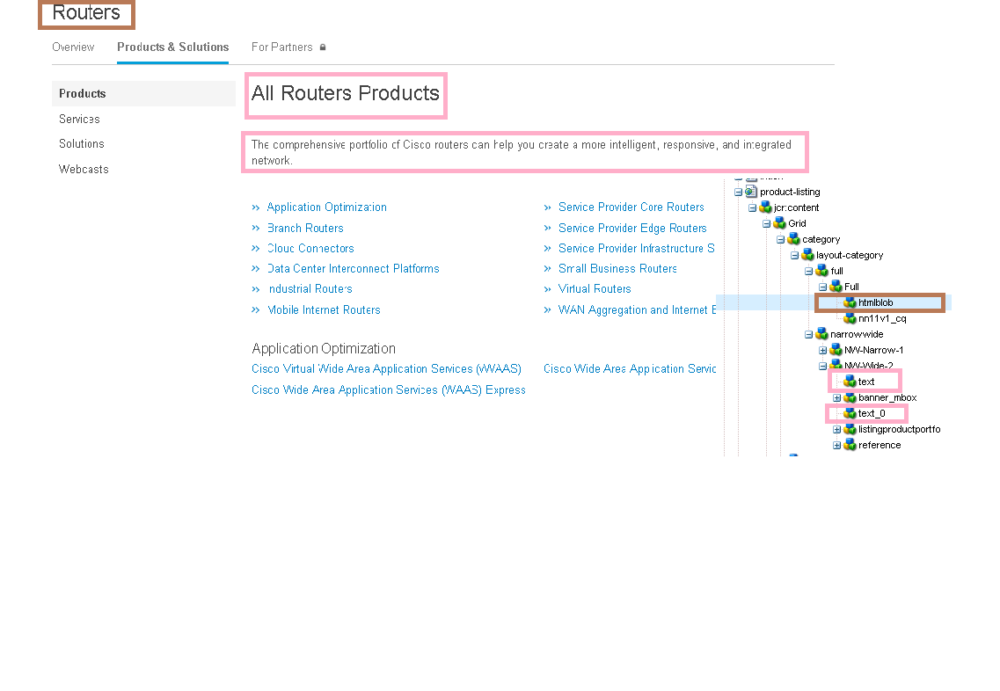 Routers
Overview Products & Solutions For Partners
Products
Services
Solutions
Webcasts
All Routers Products
The comprehensive portfolio of Cisco routers can help you create a more intelligent, responsive, and integrated
network.
» Application Optimization
» Branch Routers
» Cloud Connectors
» Data Center Interconnect Platforms
» Industrial Routers
» Mobile Internet Routers
» Service Provider Core Routers
» Service Provider Edge Routers
» Service Provider Infrastructure S
» Small Business Routers
» Virtual Routers
» WAN Aggregation and Internet E
Application Optimization
Cisco Virtual Wide Area Application Services (vWAAS)
Cisco Wide Area Application Servic
Cisco Wide Area Application Services (WAAS) Express
product-listing
jcr:content
Grid
category
layout-category
full
Full
htmlblob
nn11v1_cq
narrowwide
NW-Narrow-1
NW-Wide-2
text
banner_mbox
text_0
listingproductportfo
reference